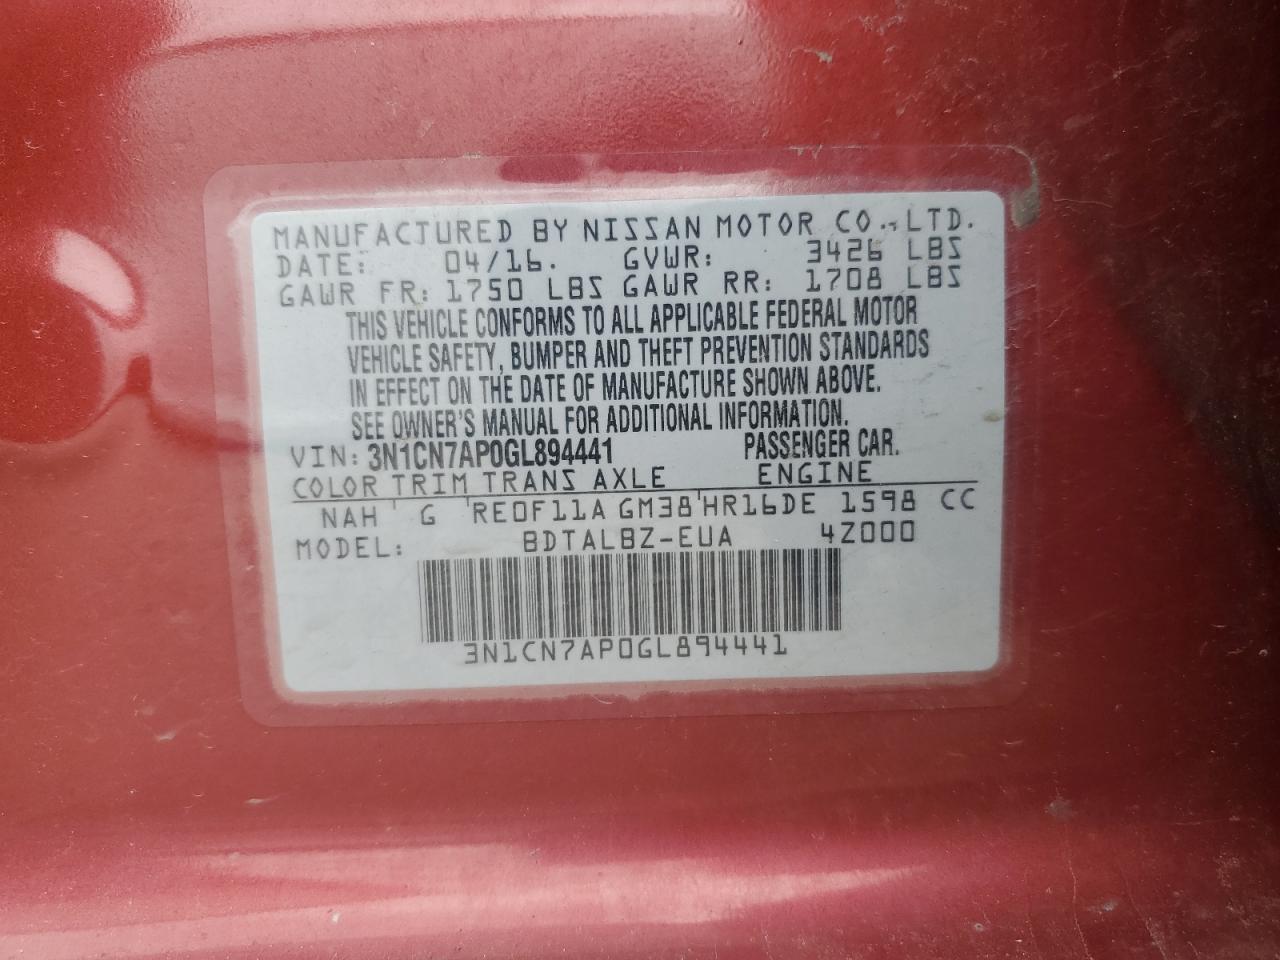 MANUFACTURED BY NISSAN MOTOR CO., LTD.
DATE: 04/16. GVWR: 3426 LBS
GAWR FR: 1750 LBS GAWR RR: 1708 LBS
THIS VEHICLE CONFORMS TO ALL APPLICABLE FEDERAL MOTOR
VEHICLE SAFETY, BUMPER AND THEFT PREVENTION STANDARDS
IN EFFECT ON THE DATE OF MANUFACTURE SHOWN ABOVE.
SEE OWNER'S MANUAL FOR ADDITIONAL INFORMATION.
VIN: 3N1CN7AP0GL894441 PASSENGER CAR.
COLOR TRIM TRANS AXLE ENGINE
NAH G RE0F11A GM38 HR16DE 1598 CC
MODEL: BDTALBZ-EUA 4Z000
3N1CN7AP0GL894441